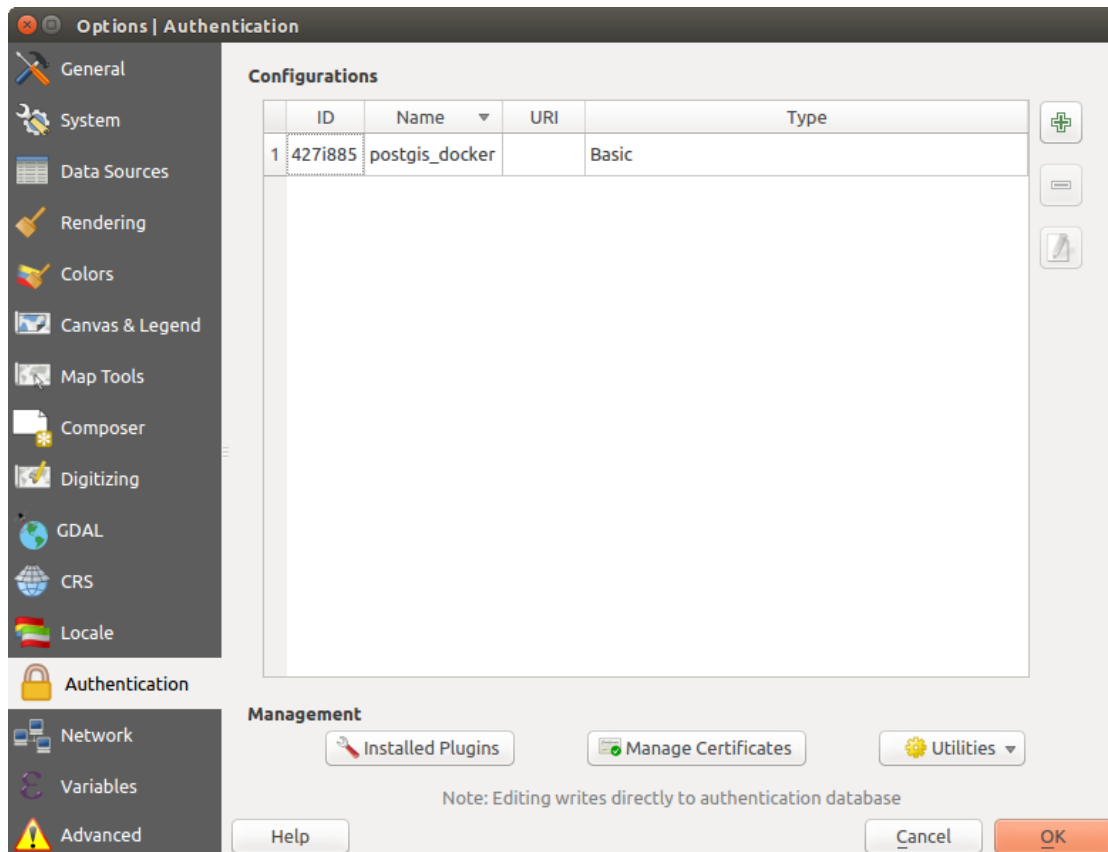 Options | Authentication
General
System
Data Sources
Rendering
Colors
Canvas & Legend
Map Tools
Composer
Digitizing
GDAL
CRS
Locale
Authentication
Network
Variables
Advanced
Configurations
ID Name URI Type
1 427i885 postgis_docker Basic
Management
Installed Plugins Manage Certificates Utilities
Note: Editing writes directly to authentication database
Help Cancel OK